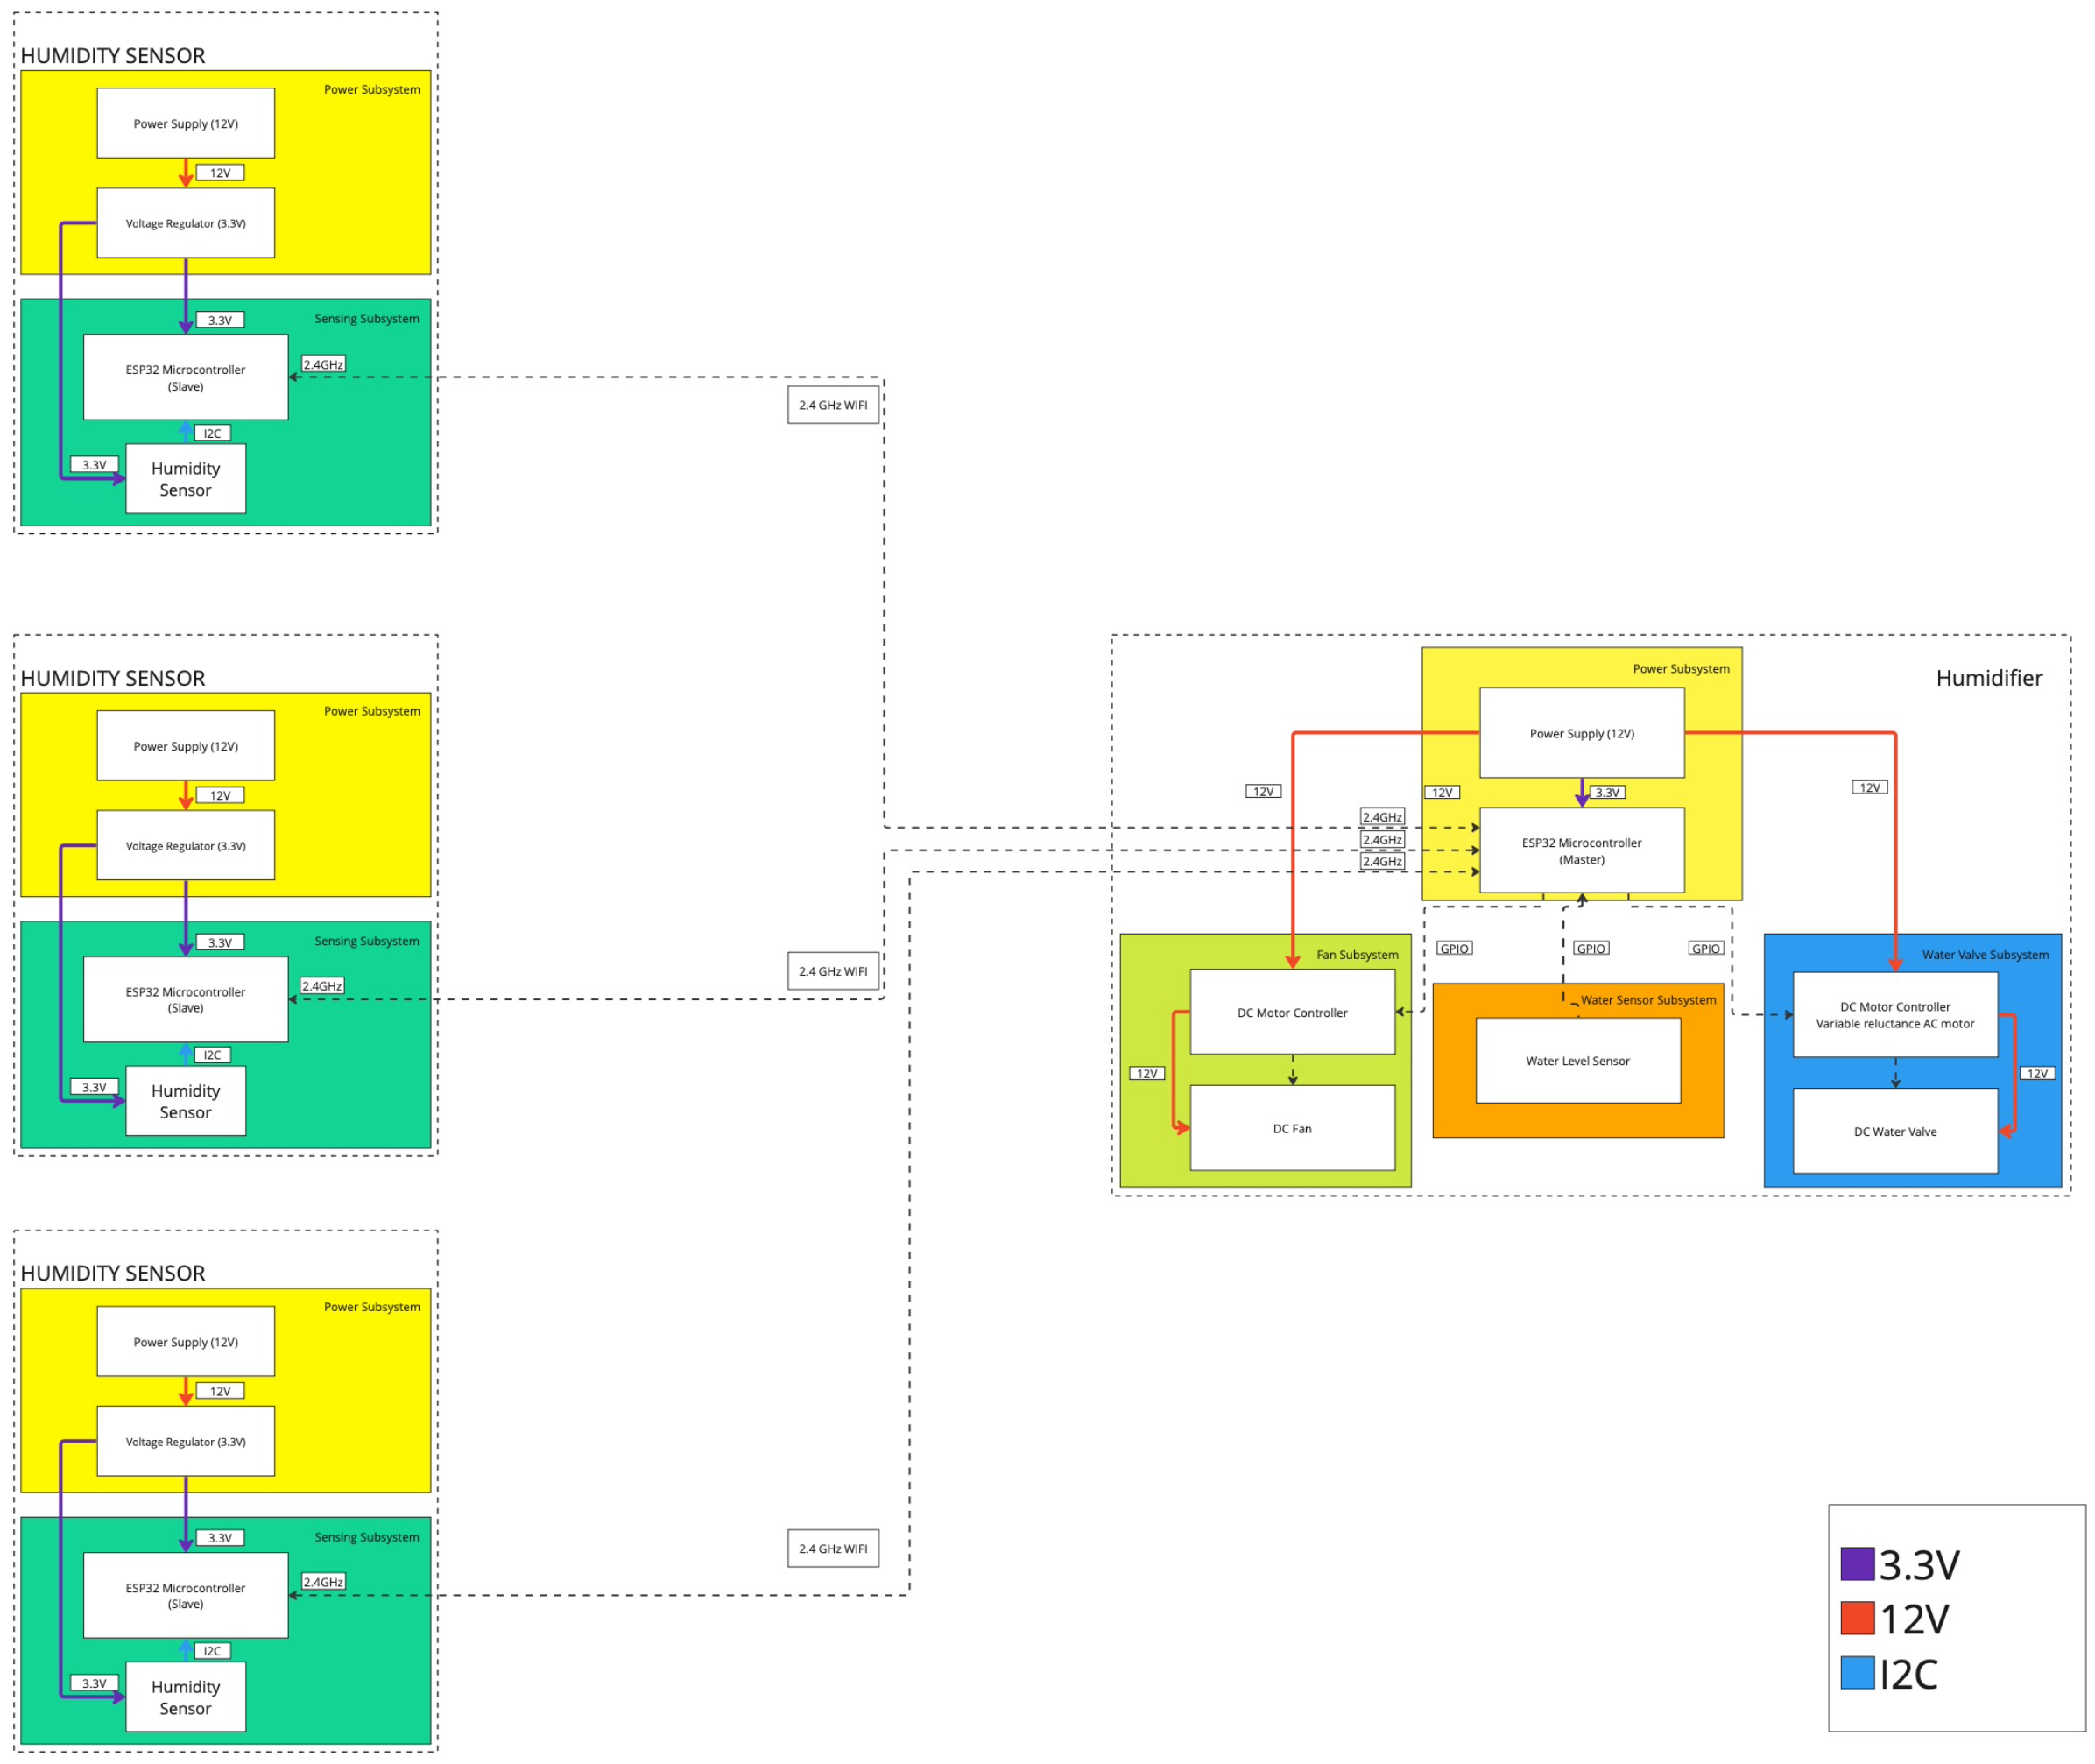 HUMIDITY SENSOR
Power Subsystem
Power Supply (12V)
12V
Voltage Regulator (3.3V)
Sensing Subsystem
3.3V
ESP32 Microcontroller
(Slave)
2.4GHz
I2C
3.3V
Humidity
Sensor
2.4 GHz WIFI
HUMIDITY SENSOR
Power Subsystem
Power Supply (12V)
12V
Voltage Regulator (3.3V)
Sensing Subsystem
3.3V
ESP32 Microcontroller
(Slave)
2.4GHz
I2C
3.3V
Humidity
Sensor
2.4 GHz WIFI
HUMIDITY SENSOR
Power Subsystem
Power Supply (12V)
12V
Voltage Regulator (3.3V)
Sensing Subsystem
3.3V
ESP32 Microcontroller
(Slave)
2.4GHz
I2C
3.3V
Humidity
Sensor
2.4 GHz WIFI
Humidifier
Power Subsystem
Power Supply (12V)
12V
12V
3.3V
12V
2.4GHz
2.4GHz
2.4GHz
ESP32 Microcontroller
(Master)
GPIO
GPIO
GPIO
Fan Subsystem
DC Motor Controller
12V
DC Fan
Water Sensor Subsystem
Water Level Sensor
Water Valve Subsystem
DC Motor Controller
Variable reluctance AC motor
12V
DC Water Valve
3.3V
12V
I2C